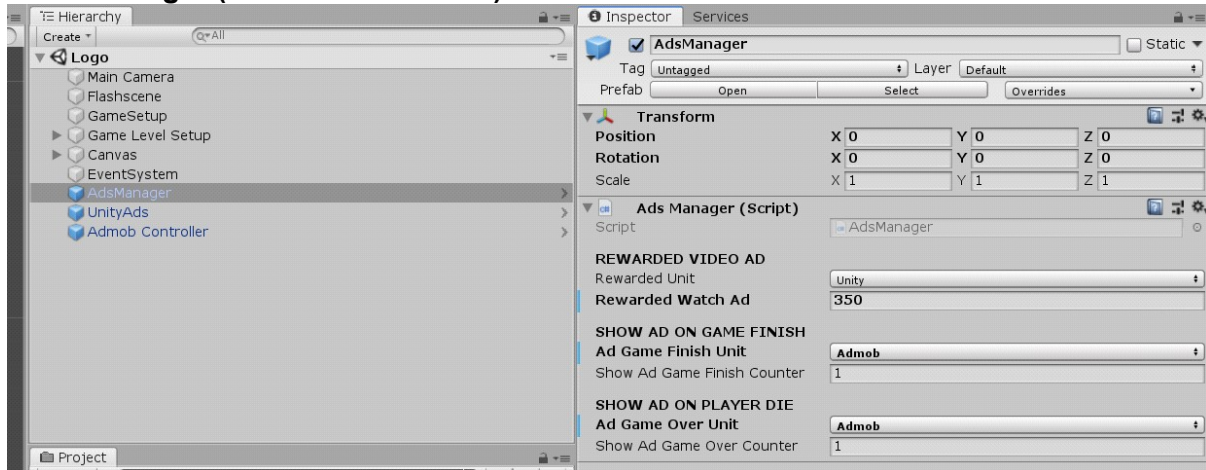 Hierarchy
Create
Q▾All
Logo
Main Camera
Flashscene
GameSetup
Game Level Setup
Canvas
EventSystem
AdsManager
UnityAds
Admob Controller
Project
Inspector Services
AdsManager Static
Tag Untagged Layer Default
Prefab Open Select Overrides
Transform
Position X 0 Y 0 Z 0
Rotation X 0 Y 0 Z 0
Scale X 1 Y 1 Z 1
Ads Manager (Script)
Script AdsManager
REWARDED VIDEO AD
Rewarded Unit Unity
Rewarded Watch Ad 350
SHOW AD ON GAME FINISH
Ad Game Finish Unit Admob
Show Ad Game Finish Counter 1
SHOW AD ON PLAYER DIE
Ad Game Over Unit Admob
Show Ad Game Over Counter 1